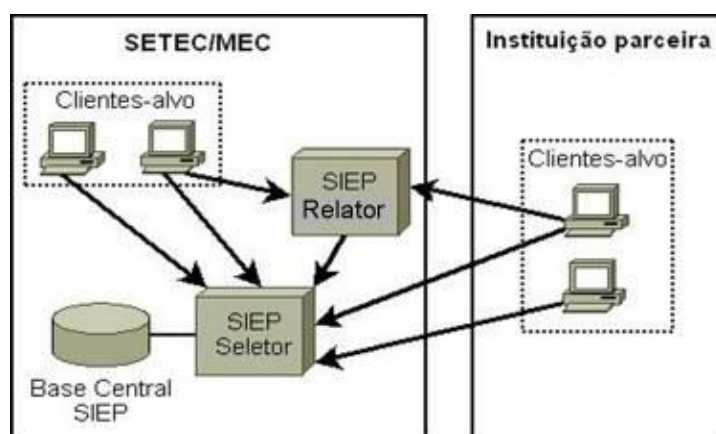 SETEC/MEC
Clientes-alvo
SIEP
Relator
SIEP
Seletor
Base Central
SIEP
Instituição parceira
Clientes-alvo